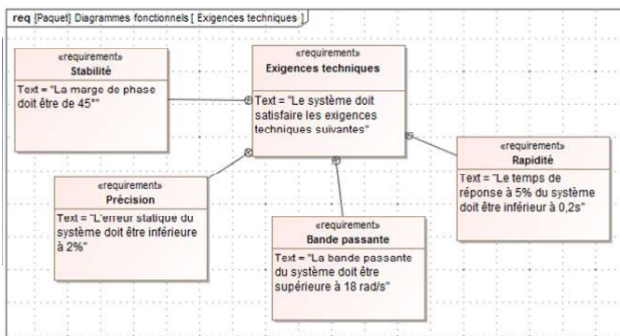 req [Paquet] Diagrammes fonctionnels [ Exigences techniques ]
«requirement»
Stabilité
Text = "La marge de phase
doit être de 45°"
«requirement»
Exigences techniques
Text = "Le système doit
satisfaire les exigences
techniques suivantes"
«requirement»
Rapidité
Text = "Le temps de
réponse à 5% du système
doit être inférieur à 0,2s"
«requirement»
Précision
Text = "L'erreur statique du
système doit être inférieure
à 2%"
«requirement»
Bande passante
Text = "La bande passante
du système doit être
supérieure à 18 rad/s"